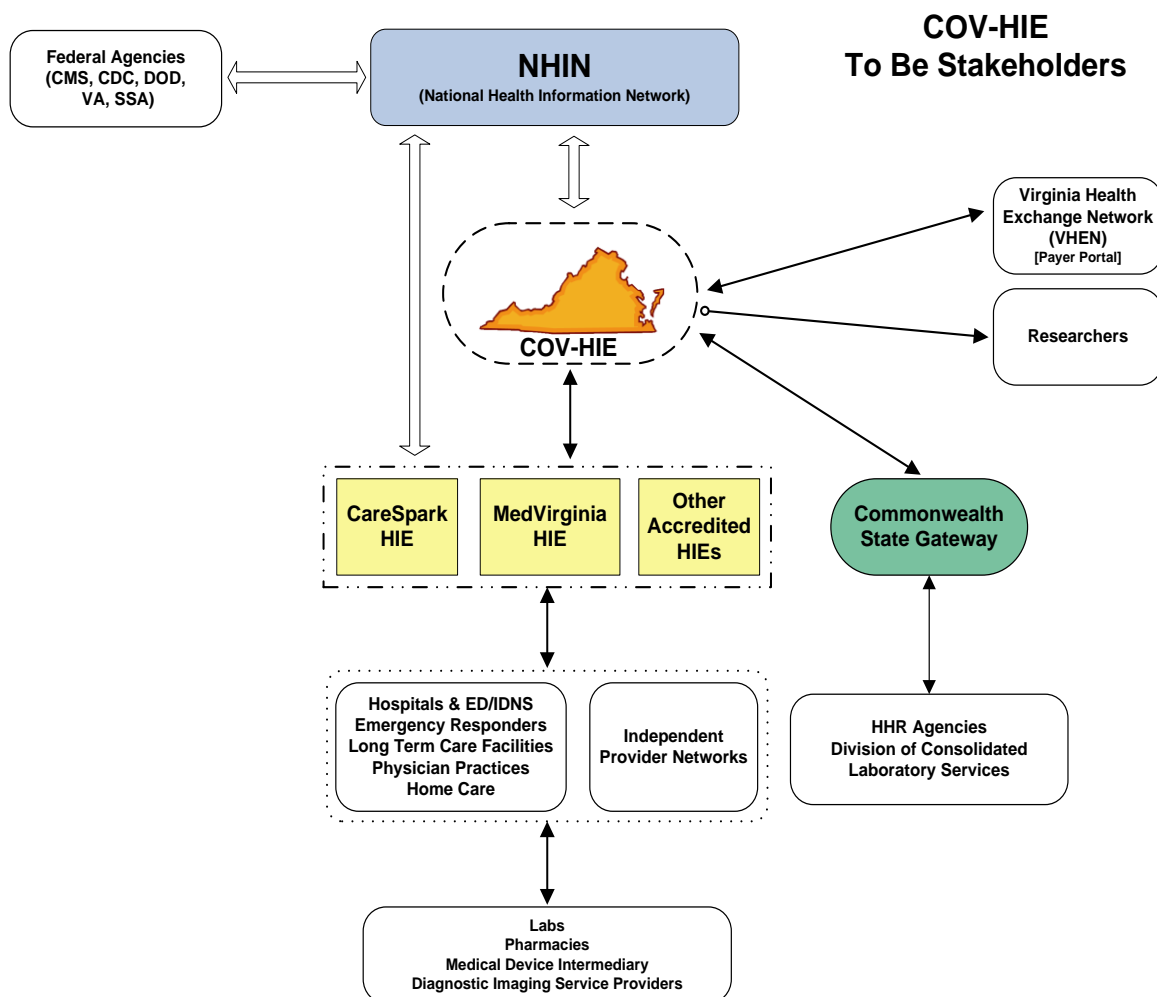 COV-HIE
To Be Stakeholders
Federal Agencies
(CMS, CDC, DOD,
VA, SSA)
NHIN
(National Health Information Network)
Virginia Health
Exchange Network
(VHEN)
[Payer Portal]
Researchers
COV-HIE
CareSpark
HIE
MedVirginia
HIE
Other
Accredited
HIEs
Commonwealth
State Gateway
Hospitals & ED/IDNS
Emergency Responders
Long Term Care Facilities
Physician Practices
Home Care
Independent
Provider Networks
HHR Agencies
Division of Consolidated
Laboratory Services
Labs
Pharmacies
Medical Device Intermediary
Diagnostic Imaging Service Providers